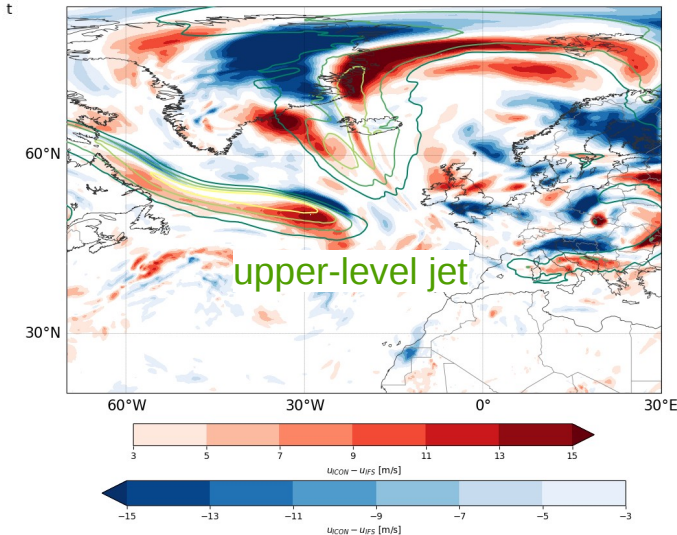 t
60°N
upper-level jet
30°N
60°W 30°W 0° 30°E
3 5 7 9 11 13 15
u_ICON − u_IFS [m/s]
−15 −13 −11 −9 −7 −5 −3
u_ICON − u_IFS [m/s]